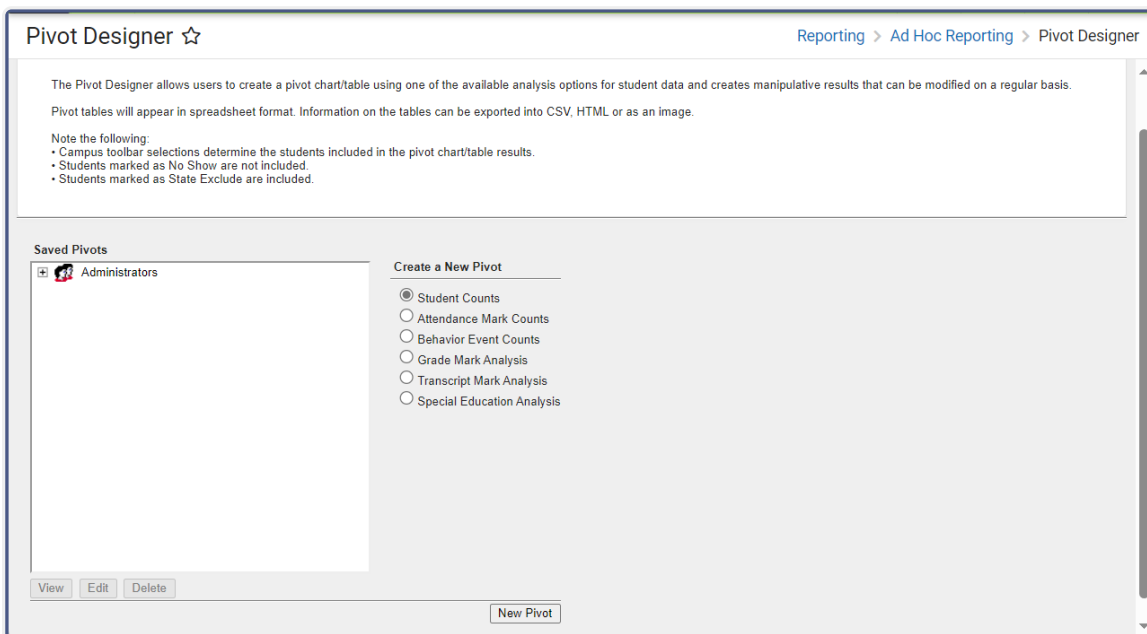 Pivot Designer
Reporting > Ad Hoc Reporting > Pivot Designer
The Pivot Designer allows users to create a pivot chart/table using one of the available analysis options for student data and creates manipulative results that can be modified on a regular basis.
Pivot tables will appear in spreadsheet format. Information on the tables can be exported into CSV, HTML or as an image.
Note the following:
• Campus toolbar selections determine the students included in the pivot chart/table results.
• Students marked as No Show are not included.
• Students marked as State Exclude are included.
Saved Pivots
Administrators
Create a New Pivot
Student Counts
Attendance Mark Counts
Behavior Event Counts
Grade Mark Analysis
Transcript Mark Analysis
Special Education Analysis
View Edit Delete
New Pivot